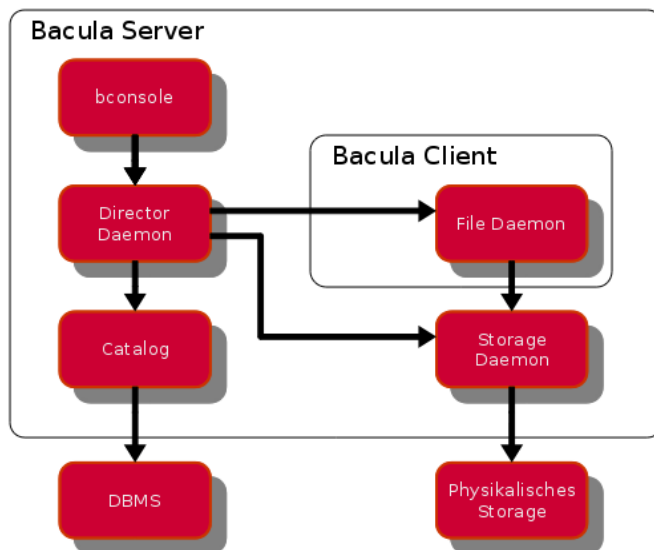 Bacula Server
bconsole
Bacula Client
Director
Daemon
File Daemon
Catalog
Storage
Daemon
DBMS
Physikalisches
Storage